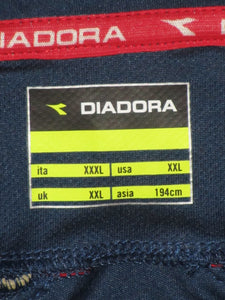 DIADORA
DIADORA
ita XXXL usa XXL
uk XXL asia 194cm